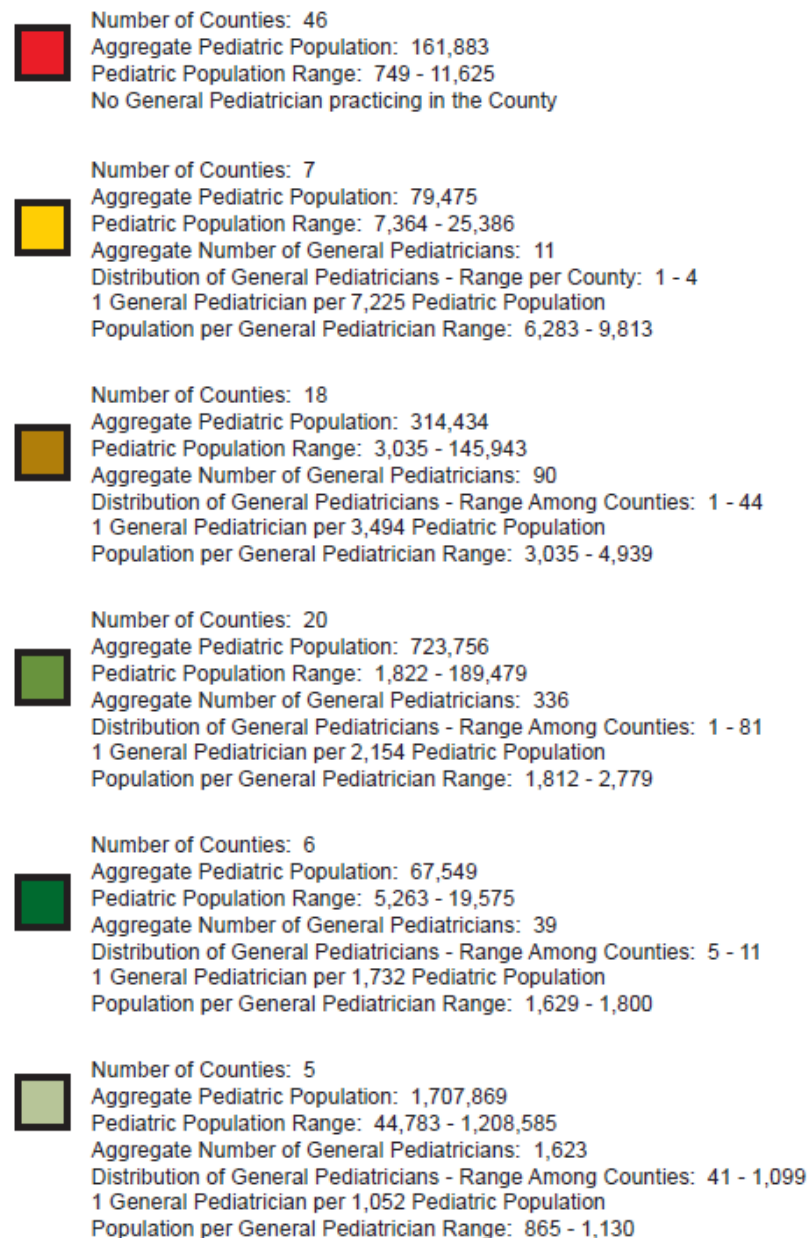 Number of Counties: 46
Aggregate Pediatric Population: 161,883
Pediatric Population Range: 749 - 11,625
No General Pediatrician practicing in the County
Number of Counties: 7
Aggregate Pediatric Population: 79,475
Pediatric Population Range: 7,364 - 25,386
Aggregate Number of General Pediatricians: 11
Distribution of General Pediatricians - Range per County: 1 - 4
1 General Pediatrician per 7,225 Pediatric Population
Population per General Pediatrician Range: 6,283 - 9,813
Number of Counties: 18
Aggregate Pediatric Population: 314,434
Pediatric Population Range: 3,035 - 145,943
Aggregate Number of General Pediatricians: 90
Distribution of General Pediatricians - Range Among Counties: 1 - 44
1 General Pediatrician per 3,494 Pediatric Population
Population per General Pediatrician Range: 3,035 - 4,939
Number of Counties: 20
Aggregate Pediatric Population: 723,756
Pediatric Population Range: 1,822 - 189,479
Aggregate Number of General Pediatricians: 336
Distribution of General Pediatricians - Range Among Counties: 1 - 81
1 General Pediatrician per 2,154 Pediatric Population
Population per General Pediatrician Range: 1,812 - 2,779
Number of Counties: 6
Aggregate Pediatric Population: 67,549
Pediatric Population Range: 5,263 - 19,575
Aggregate Number of General Pediatricians: 39
Distribution of General Pediatricians - Range Among Counties: 5 - 11
1 General Pediatrician per 1,732 Pediatric Population
Population per General Pediatrician Range: 1,629 - 1,800
Number of Counties: 5
Aggregate Pediatric Population: 1,707,869
Pediatric Population Range: 44,783 - 1,208,585
Aggregate Number of General Pediatricians: 1,623
Distribution of General Pediatricians - Range Among Counties: 41 - 1,099
1 General Pediatrician per 1,052 Pediatric Population
Population per General Pediatrician Range: 865 - 1,130